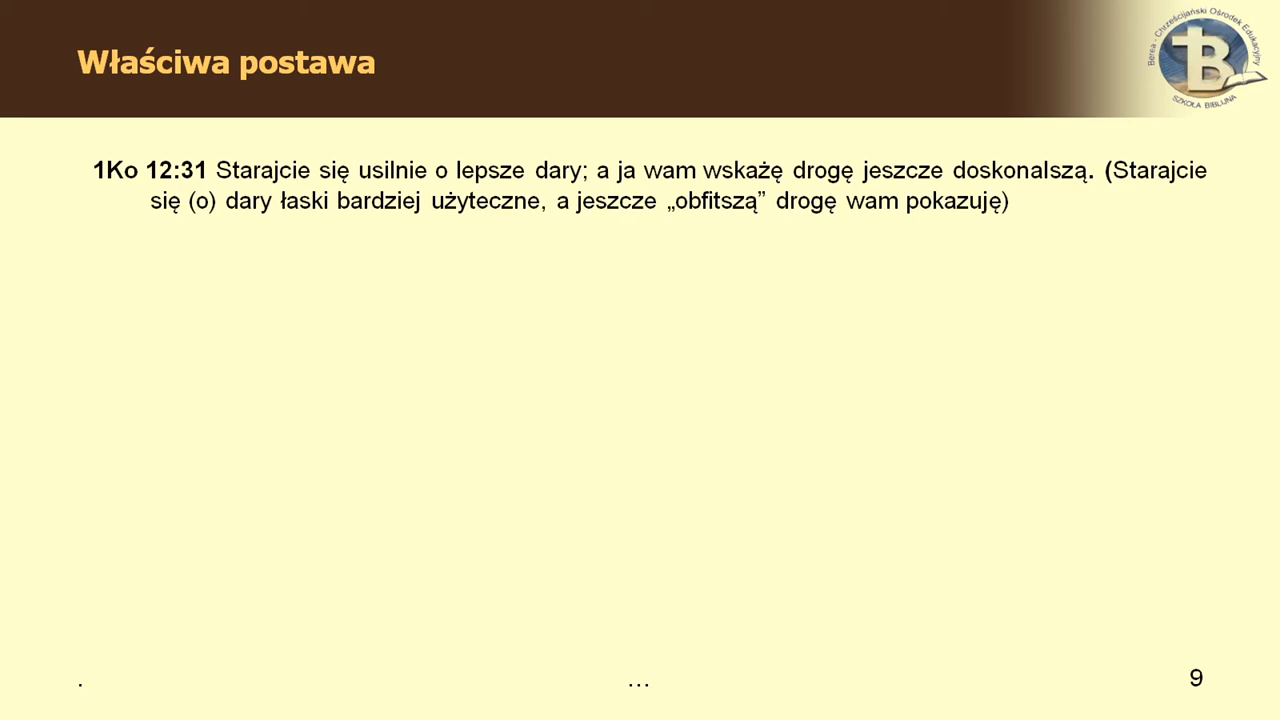 Właściwa postawa
Berea - Chrześcijański Ośrodek Edukacyjny
B
SZKOŁA BIBLIJNA
1Ko 12:31 Starajcie się usilnie o lepsze dary; a ja wam wskażę drogę jeszcze doskonalszą. (Starajcie
się (o) dary łaski bardziej użyteczne, a jeszcze „obfitszą” drogę wam pokazuję)
.
...
9